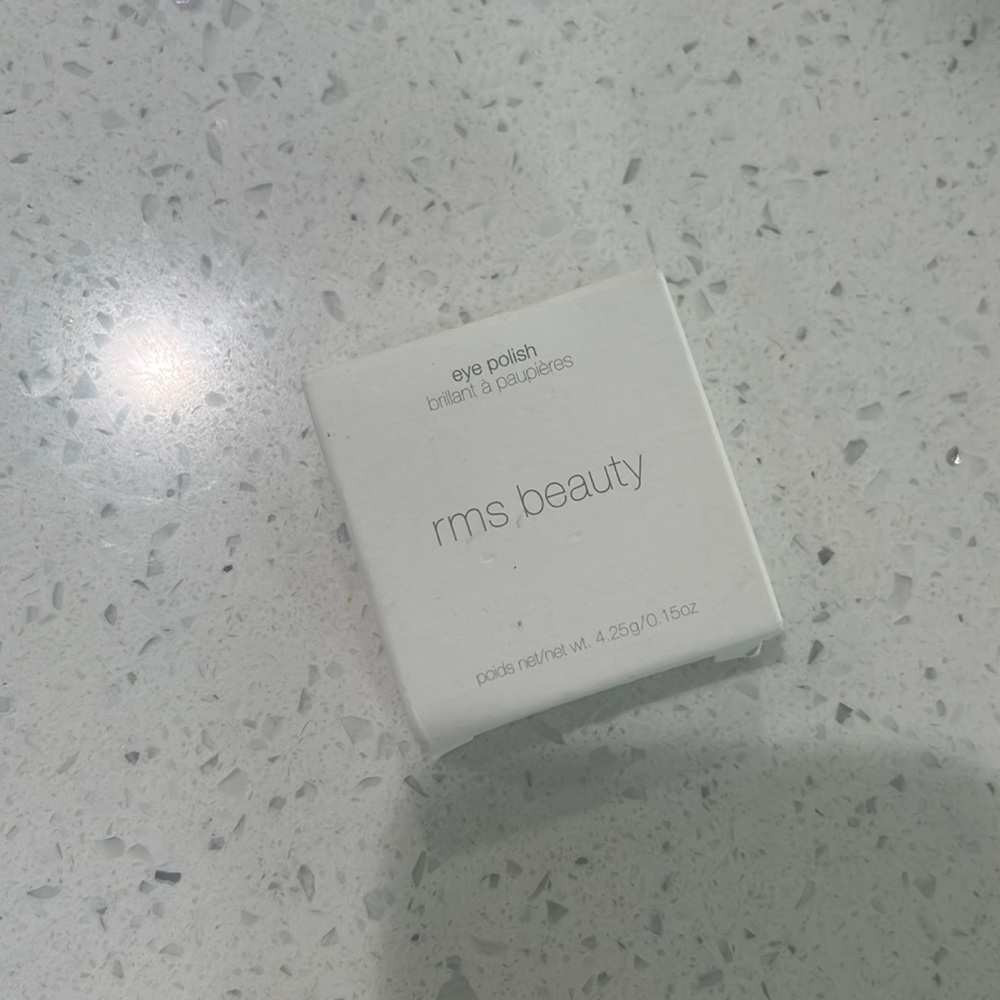 eye polish
brillant à paupières
rms beauty
poids net/net wt. 4.25g/0.15oz